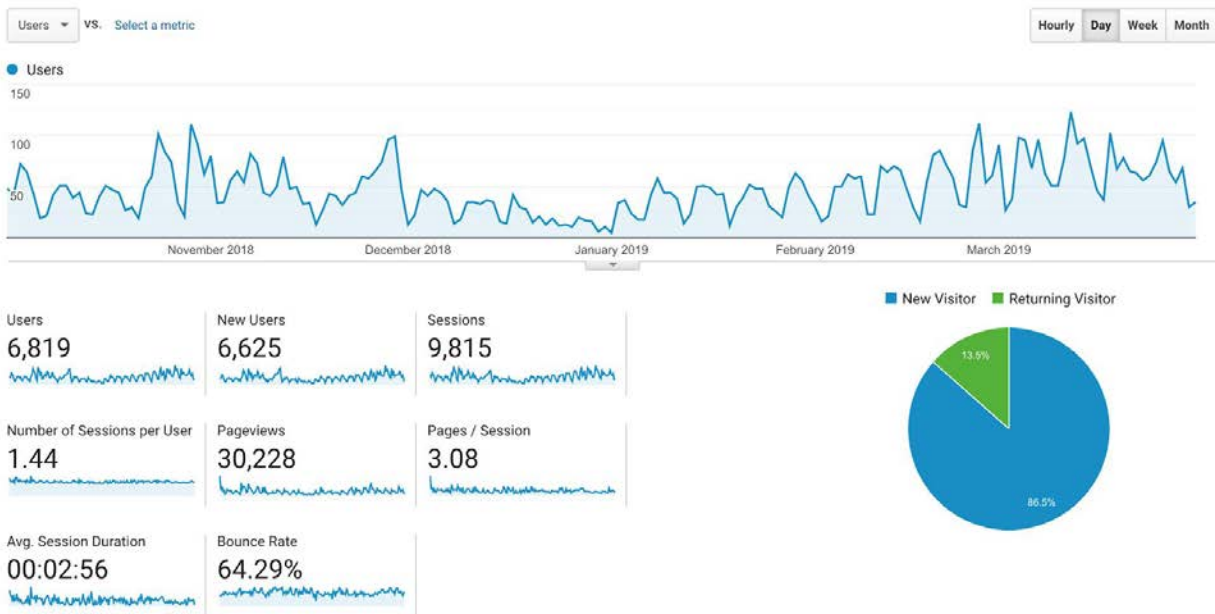 Users vs. Select a metric
Hourly Day Week Month
Users
150
100
50
November 2018 December 2018 January 2019 February 2019 March 2019
New Visitor Returning Visitor
Users New Users Sessions
6,819 6,625 9,815
13.5%
Number of Sessions per User Pageviews Pages / Session
1.44 30,228 3.08
86.5%
Avg. Session Duration Bounce Rate
00:02:56 64.29%